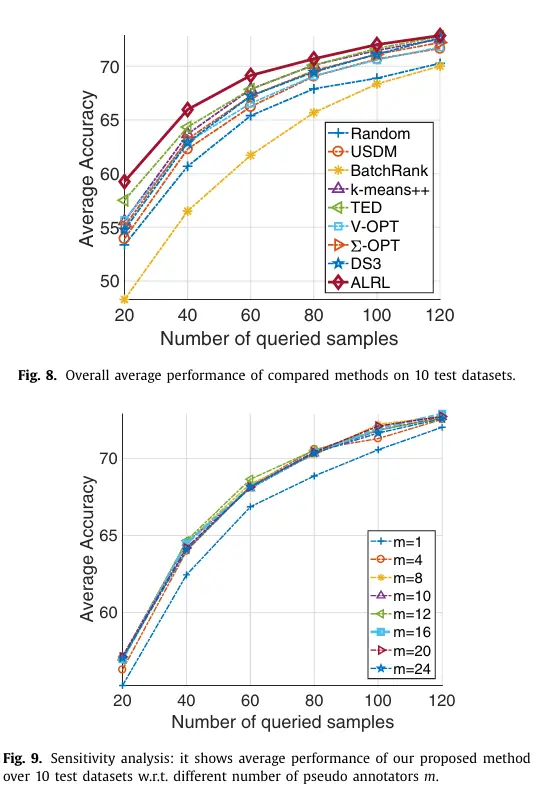 70
65
60
55
50
Average Accuracy
Random
USDM
BatchRank
k-means++
TED
V-OPT
Σ-OPT
DS3
ALRL
20 40 60 80 100 120
Number of queried samples
Fig. 8. Overall average performance of compared methods on 10 test datasets.
70
65
60
Average Accuracy
m=1
m=4
m=8
m=10
m=12
m=16
m=20
m=24
20 40 60 80 100 120
Number of queried samples
Fig. 9. Sensitivity analysis: it shows average performance of our proposed method
over 10 test datasets w.r.t. different number of pseudo annotators m.